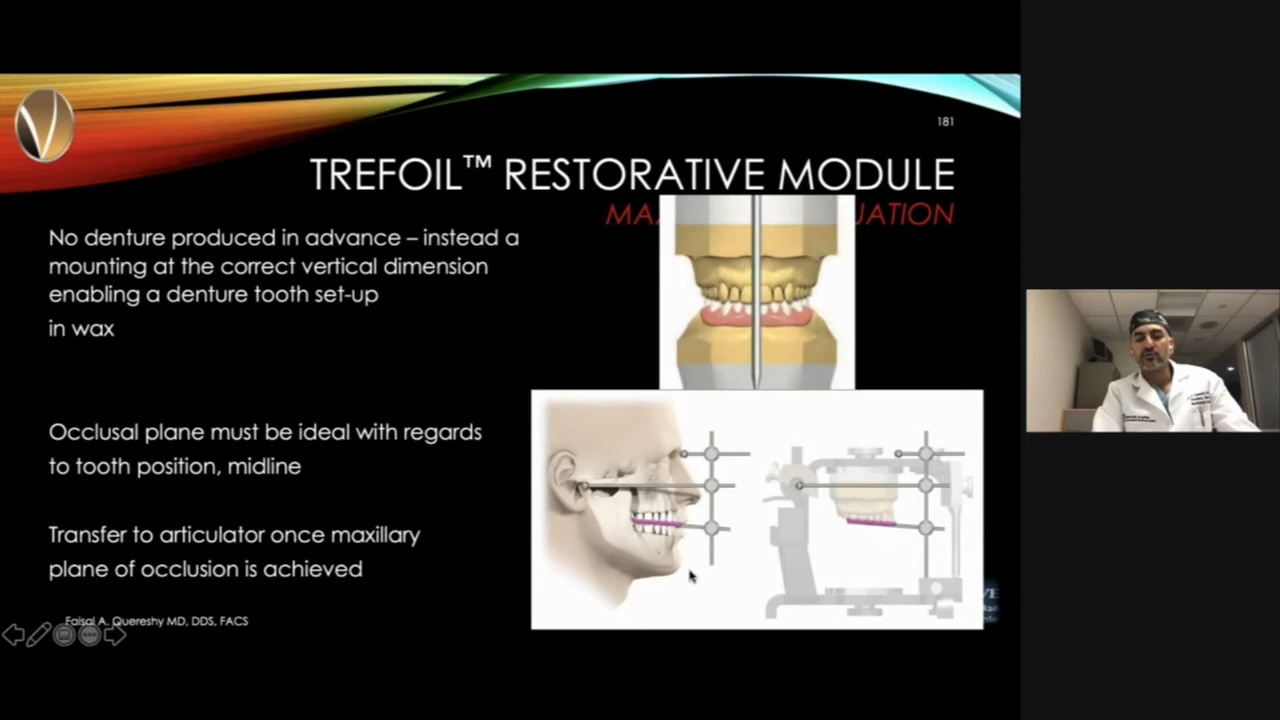 181
TREFOIL™ RESTORATIVE MODULE
No denture produced in advance – instead a
mounting at the correct vertical dimension
enabling a denture tooth set-up
in wax
Occlusal plane must be ideal with regards
to tooth position, midline
Transfer to articulator once maxillary
plane of occlusion is achieved
Faisal A. Quereshy MD, DDS, FACS